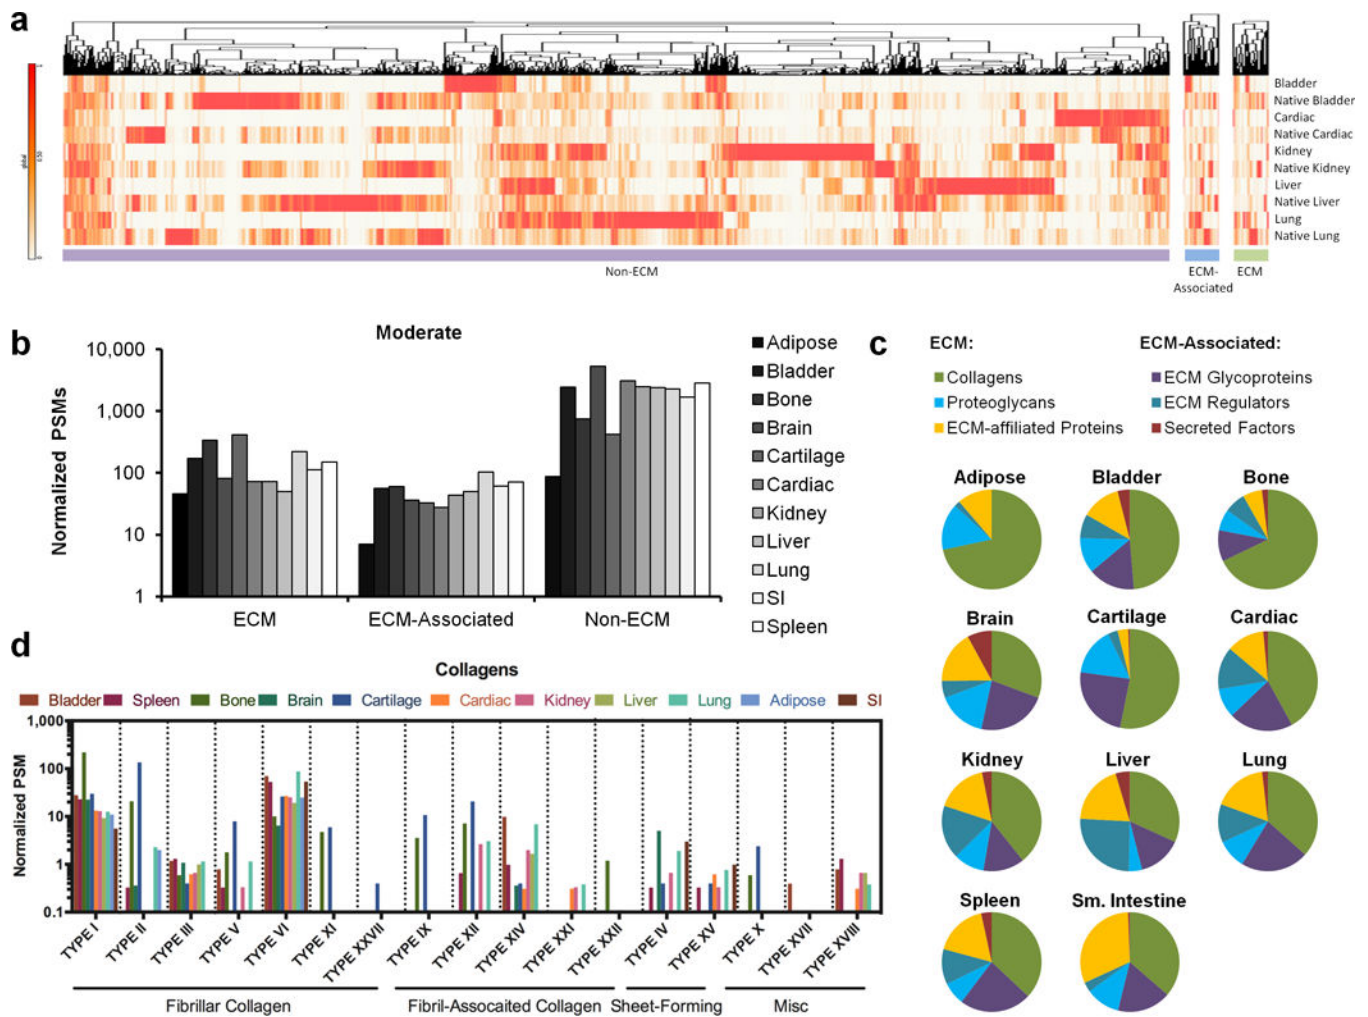 a
1.0
0.50
0
global
Bladder
Native Bladder
Cardiac
Native Cardiac
Kidney
Native Kidney
Liver
Native Liver
Lung
Native Lung
Non-ECM
ECM-
Associated
ECM
b
Moderate
Normalized PSMs
10,000
1,000
100
10
1
ECM
ECM-Associated
Non-ECM
Adipose
Bladder
Bone
Brain
Cartilage
Cardiac
Kidney
Liver
Lung
SI
Spleen
c
ECM:
ECM-Associated:
Collagens
ECM Glycoproteins
Proteoglycans
ECM Regulators
ECM-affiliated Proteins
Secreted Factors
Adipose
Bladder
Bone
Brain
Cartilage
Cardiac
Kidney
Liver
Lung
Spleen
Sm. Intestine
d
Collagens
Bladder Spleen Bone Brain Cartilage Cardiac Kidney Liver Lung Adipose SI
Normalized PSM
1,000
100
10
1
0.1
TYPE I
TYPE II
TYPE III
TYPE V
TYPE VI
TYPE XI
TYPE XXVII
TYPE IX
TYPE XII
TYPE XIV
TYPE XXI
TYPE XXII
TYPE IV
TYPE XV
TYPE X
TYPE XVII
TYPE XVIII
Fibrillar Collagen
Fibril-Assocaited Collagen
Sheet-Forming
Misc